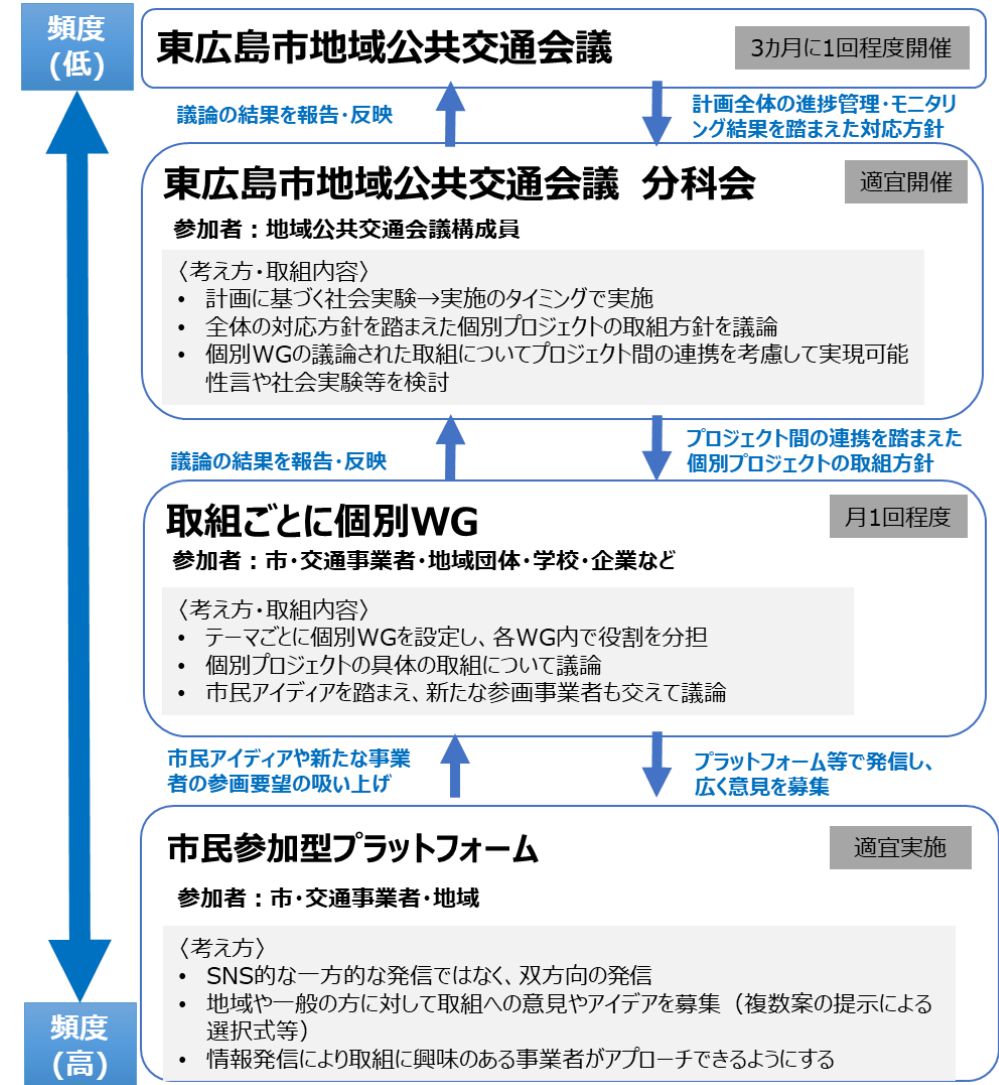 頻度
(低)
東広島市地域公共交通会議
3カ月に1回程度開催
議論の結果を報告・反映
計画全体の進捗管理・モニタリ
ング結果を踏まえた対応方針
東広島市地域公共交通会議 分科会
適宜開催
参加者：地域公共交通会議構成員
〈考え方・取組内容〉
• 計画に基づく社会実験→実施のタイミングで実施
• 全体の対応方針を踏まえた個別プロジェクトの取組方針を議論
• 個別WGの議論された取組についてプロジェクト間の連携を考慮して実現可能
性言や社会実験等を検討
議論の結果を報告・反映
プロジェクト間の連携を踏まえた
個別プロジェクトの取組方針
取組ごとに個別WG
月1回程度
参加者：市・交通事業者・地域団体・学校・企業など
〈考え方・取組内容〉
• テーマごとに個別WGを設定し、各WG内で役割を分担
• 個別プロジェクトの具体の取組について議論
• 市民アイディアを踏まえ、新たな参画事業者も交えて議論
市民アイディアや新たな事業
者の参画要望の吸い上げ
プラットフォーム等で発信し、
広く意見を募集
市民参加型プラットフォーム
適宜実施
参加者：市・交通事業者・地域
〈考え方〉
• SNS的な一方的な発信ではなく、双方向の発信
• 地域や一般の方に対して取組への意見やアイデアを募集（複数案の提示による
選択式等）
• 情報発信により取組に興味のある事業者がアプローチできるようにする
頻度
(高)